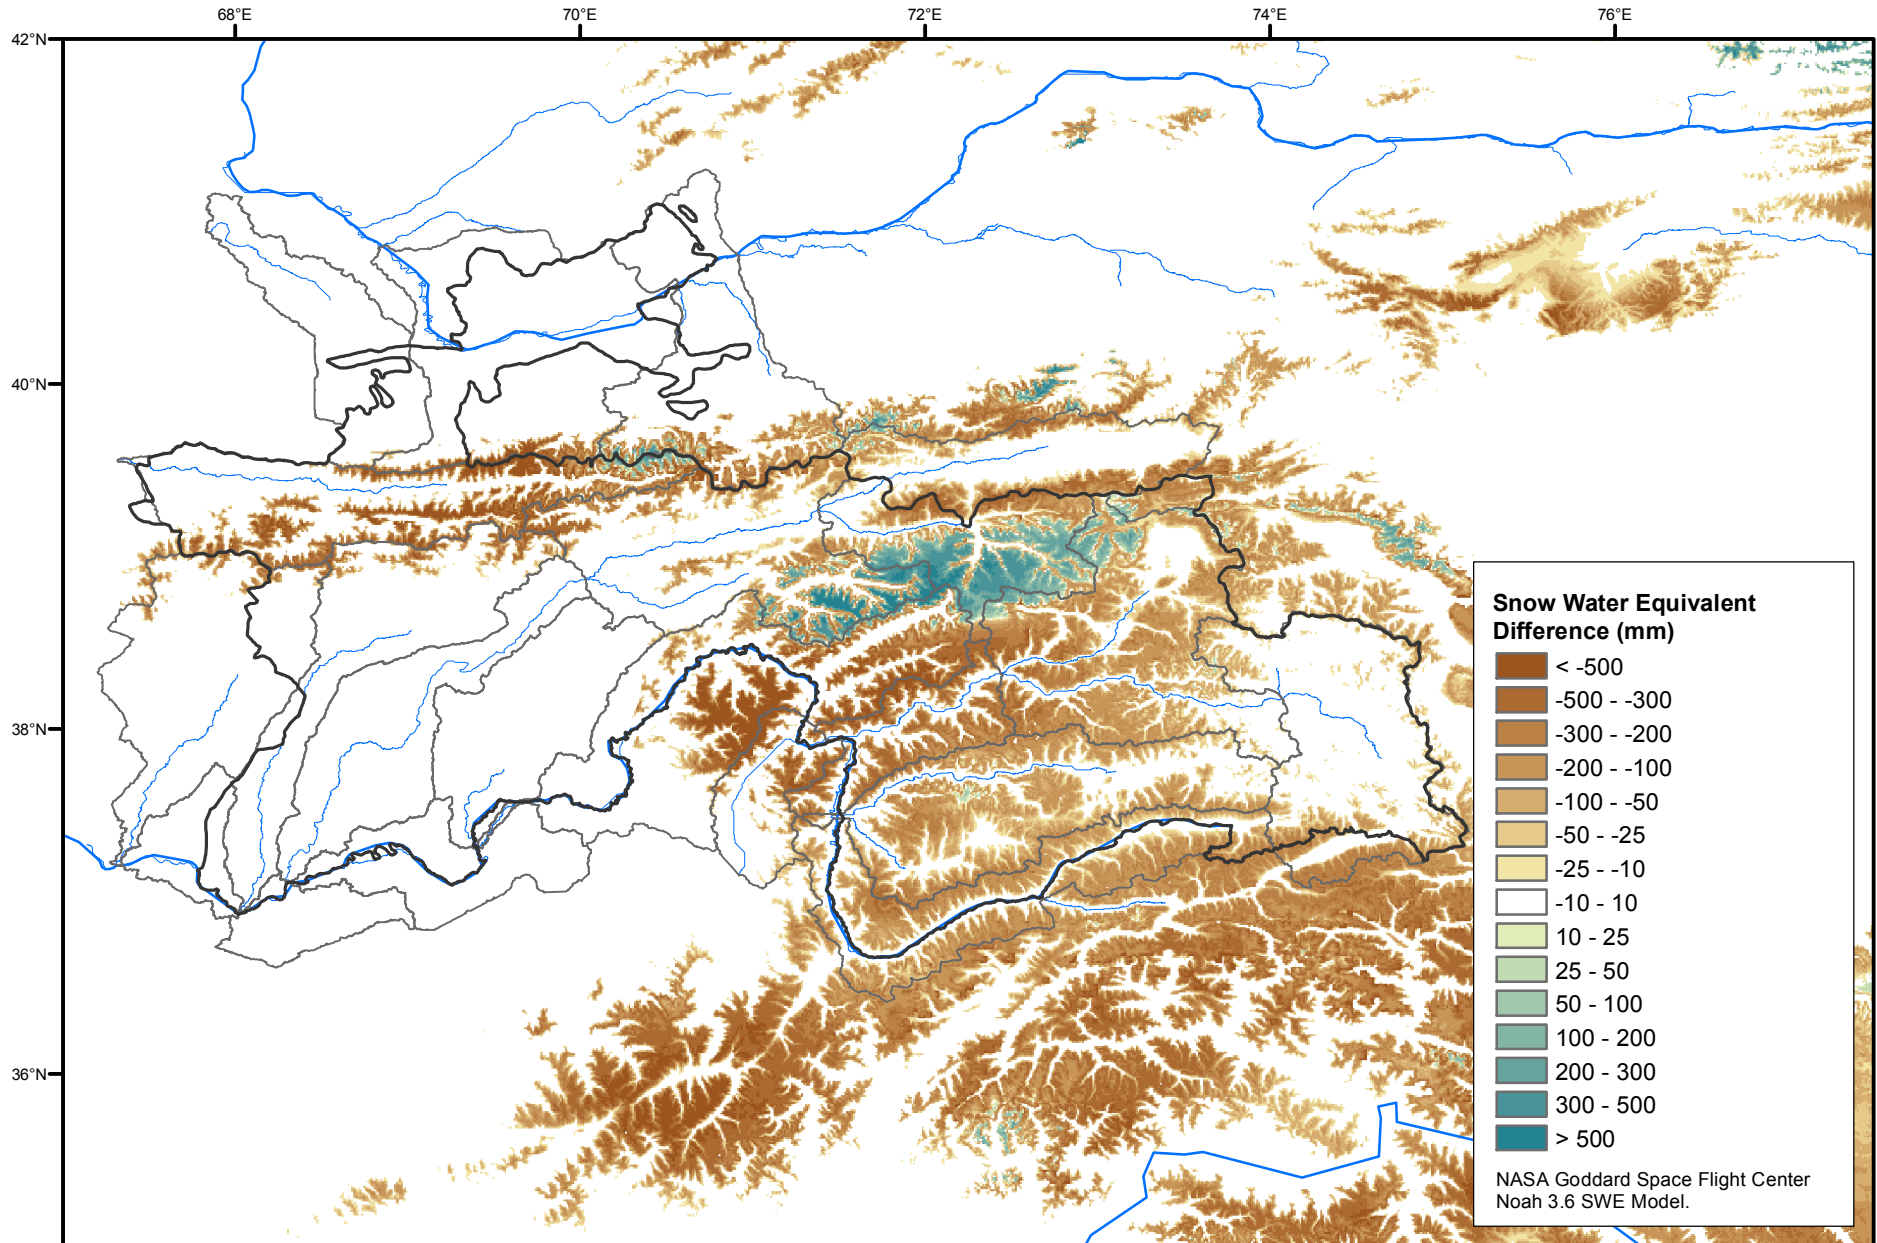 68°E
70°E
72°E
74°E
76°E
42°N
40°N
38°N
36°N
Snow Water Equivalent
Difference (mm)
< -500
-500 - -300
-300 - -200
-200 - -100
-100 - -50
-50 - -25
-25 - -10
-10 - 10
10 - 25
25 - 50
50 - 100
100 - 200
200 - 300
300 - 500
> 500
NASA Goddard Space Flight Center
Noah 3.6 SWE Model.